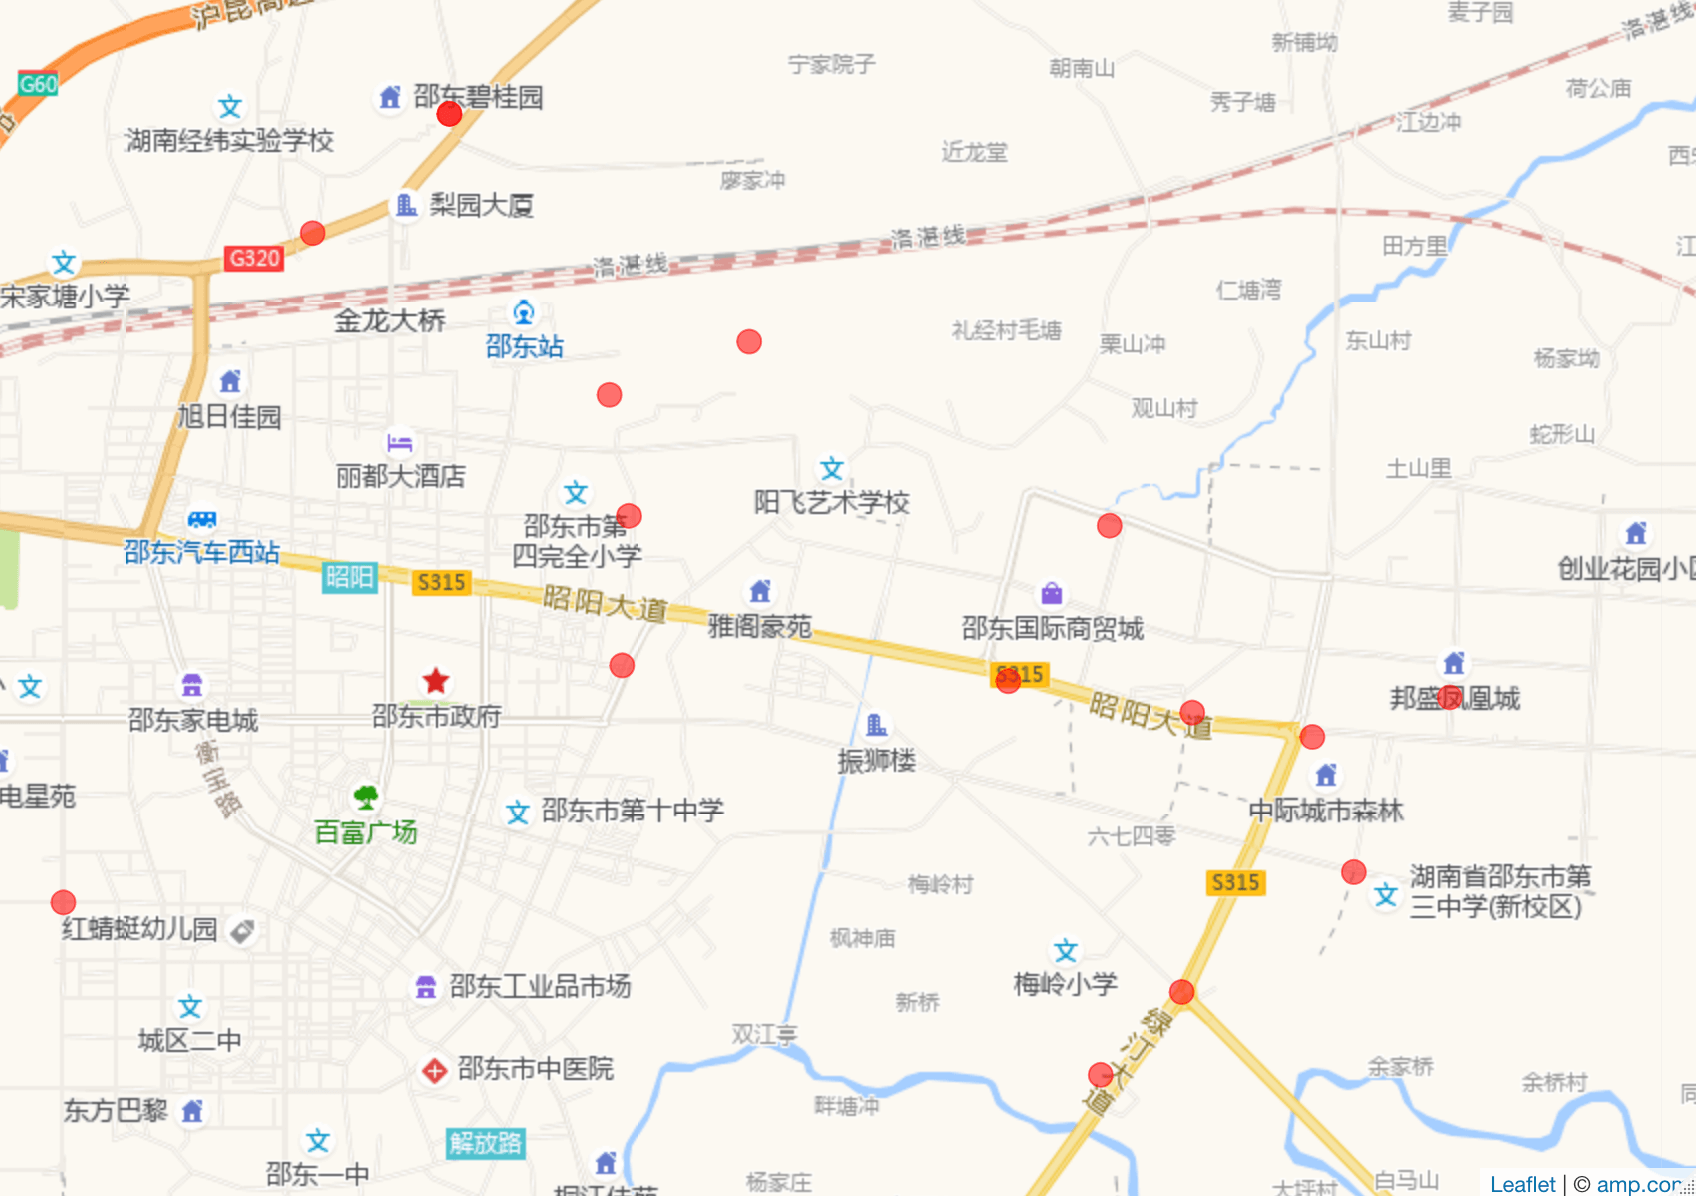 沪昆高速
麦子园
洛湛线
新铺坳
宁家院子
朝南山
G60
荷公庙
邵东碧桂园
秀子塘
江边冲
湖南经纬实验学校
近龙堂
廖家冲
梨园大厦
洛湛线
田方里
G320
洛湛线
宋家塘小学
仁塘湾
金龙大桥
礼经村毛塘
栗山冲
东山村
邵东站
杨家坳
旭日佳园
观山村
蛇形山
丽都大酒店
土山里
阳飞艺术学校
邵东市第
四完全小学
邵东汽车西站
创业花园小区
昭阳
S315
昭阳大道
雅阁豪苑
邵东国际商贸城
S315
邦盛凤凰城
邵东家电城
邵东市政府
昭阳大道
振狮楼
衡宝路
电星苑
邵东市第十中学
中际城市森林
百富广场
六七四零
梅岭村
S315
湖南省邵东市第
三中学(新校区)
红蜻蜓幼儿园
枫神庙
梅岭小学
邵东工业品市场
新桥
城区二中
双江亭
绿汀大道
邵东市中医院
余家桥
余桥村
东方巴黎
畔塘冲
解放路
邵东一中
杨家庄
白马山
大坪村
Leaflet | © amp.com